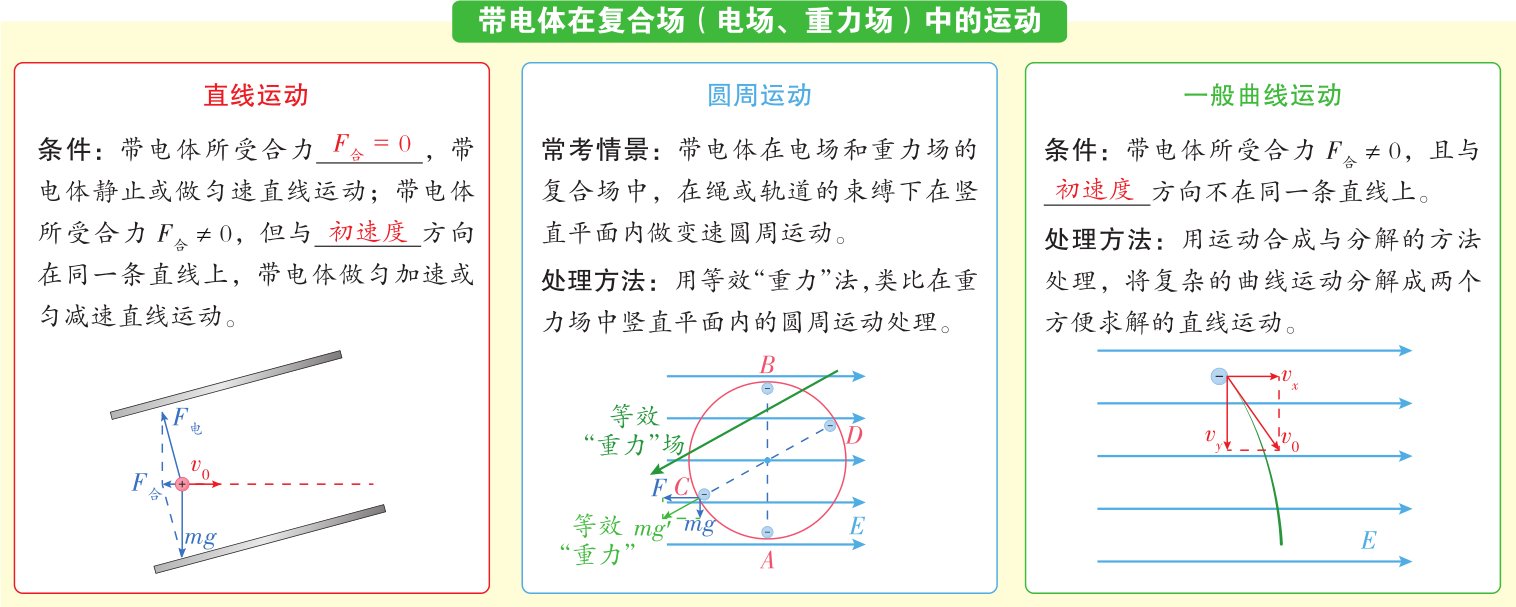 带电体在复合场（电场、重力场）中的运动
直线运动
条件：带电体所受合力 F合 = 0 ，带
电体静止或做匀速直线运动；带电体
所受合力 F合 ≠ 0，但与 初速度 方向
在同一条直线上，带电体做匀加速或
匀减速直线运动。
F电
v0
F合
+
mg
圆周运动
常考情景：带电体在电场和重力场的
复合场中，在绳或轨道的束缚下在竖
直平面内做变速圆周运动。
处理方法：用等效“重力”法，类比在重
力场中竖直平面内的圆周运动处理。
B
−
等效
“重力”场
−
D
F
C
−
等效
mg′
mg
E
“重力”
−
A
一般曲线运动
条件：带电体所受合力 F合 ≠ 0，且与
初速度 方向不在同一条直线上。
处理方法：用运动合成与分解的方法
处理，将复杂的曲线运动分解成两个
方便求解的直线运动。
−
vx
vy
v0
E